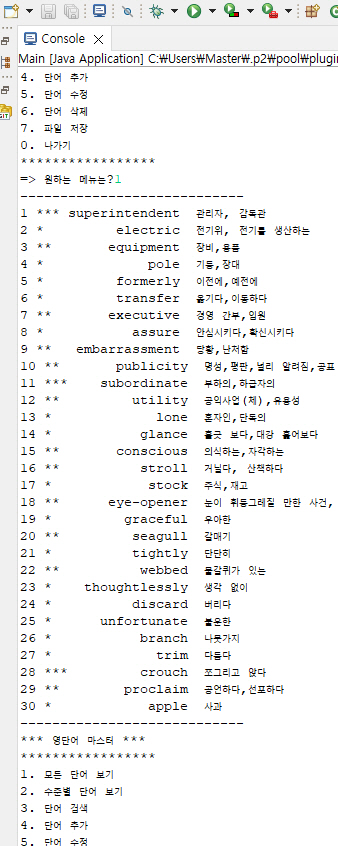 Console
Main [Java Application] C:\Users\Master\.p2\pool\plugin
4. 단어 추가
5. 단어 수정
6. 단어 삭제
7. 파일 저장
0. 나가기
*****************
=> 원하는 메뉴는?1
----------------------------
1 *** superintendent 관리자, 감독관
2 * electric 전기의, 전기를 생산하는
3 ** equipment 장비,용품
4 * pole 기둥,장대
5 * formerly 이전에,예전에
6 * transfer 옮기다,이동하다
7 ** executive 경영 간부,임원
8 * assure 안심시키다,확신시키다
9 ** embarrassment 당황,난처함
10 ** publicity 명성,평판,널리 알려짐,공표
11 *** subordinate 부하의,하급자의
12 ** utility 공익사업(체),유용성
13 * lone 혼자인,단독의
14 * glance 흘긋 보다,대강 훑어보다
15 ** conscious 의식하는,자각하는
16 ** stroll 거닐다, 산책하다
17 * stock 주식,재고
18 ** eye-opener 눈이 휘둥그레질 만한 사건,
19 * graceful 우아한
20 ** seagull 갈매기
21 * tightly 단단히
22 ** webbed 물갈퀴가 있는
23 * thoughtlessly 생각 없이
24 * discard 버리다
25 * unfortunate 불운한
26 * branch 나뭇가지
27 * trim 다듬다
28 *** crouch 쪼그리고 앉다
29 ** proclaim 공언하다,선포하다
30 * apple 사과
----------------------------
*** 영단어 마스터 ***
*****************
1. 모든 단어 보기
2. 수준별 단어 보기
3. 단어 검색
4. 단어 추가
5. 단어 수정